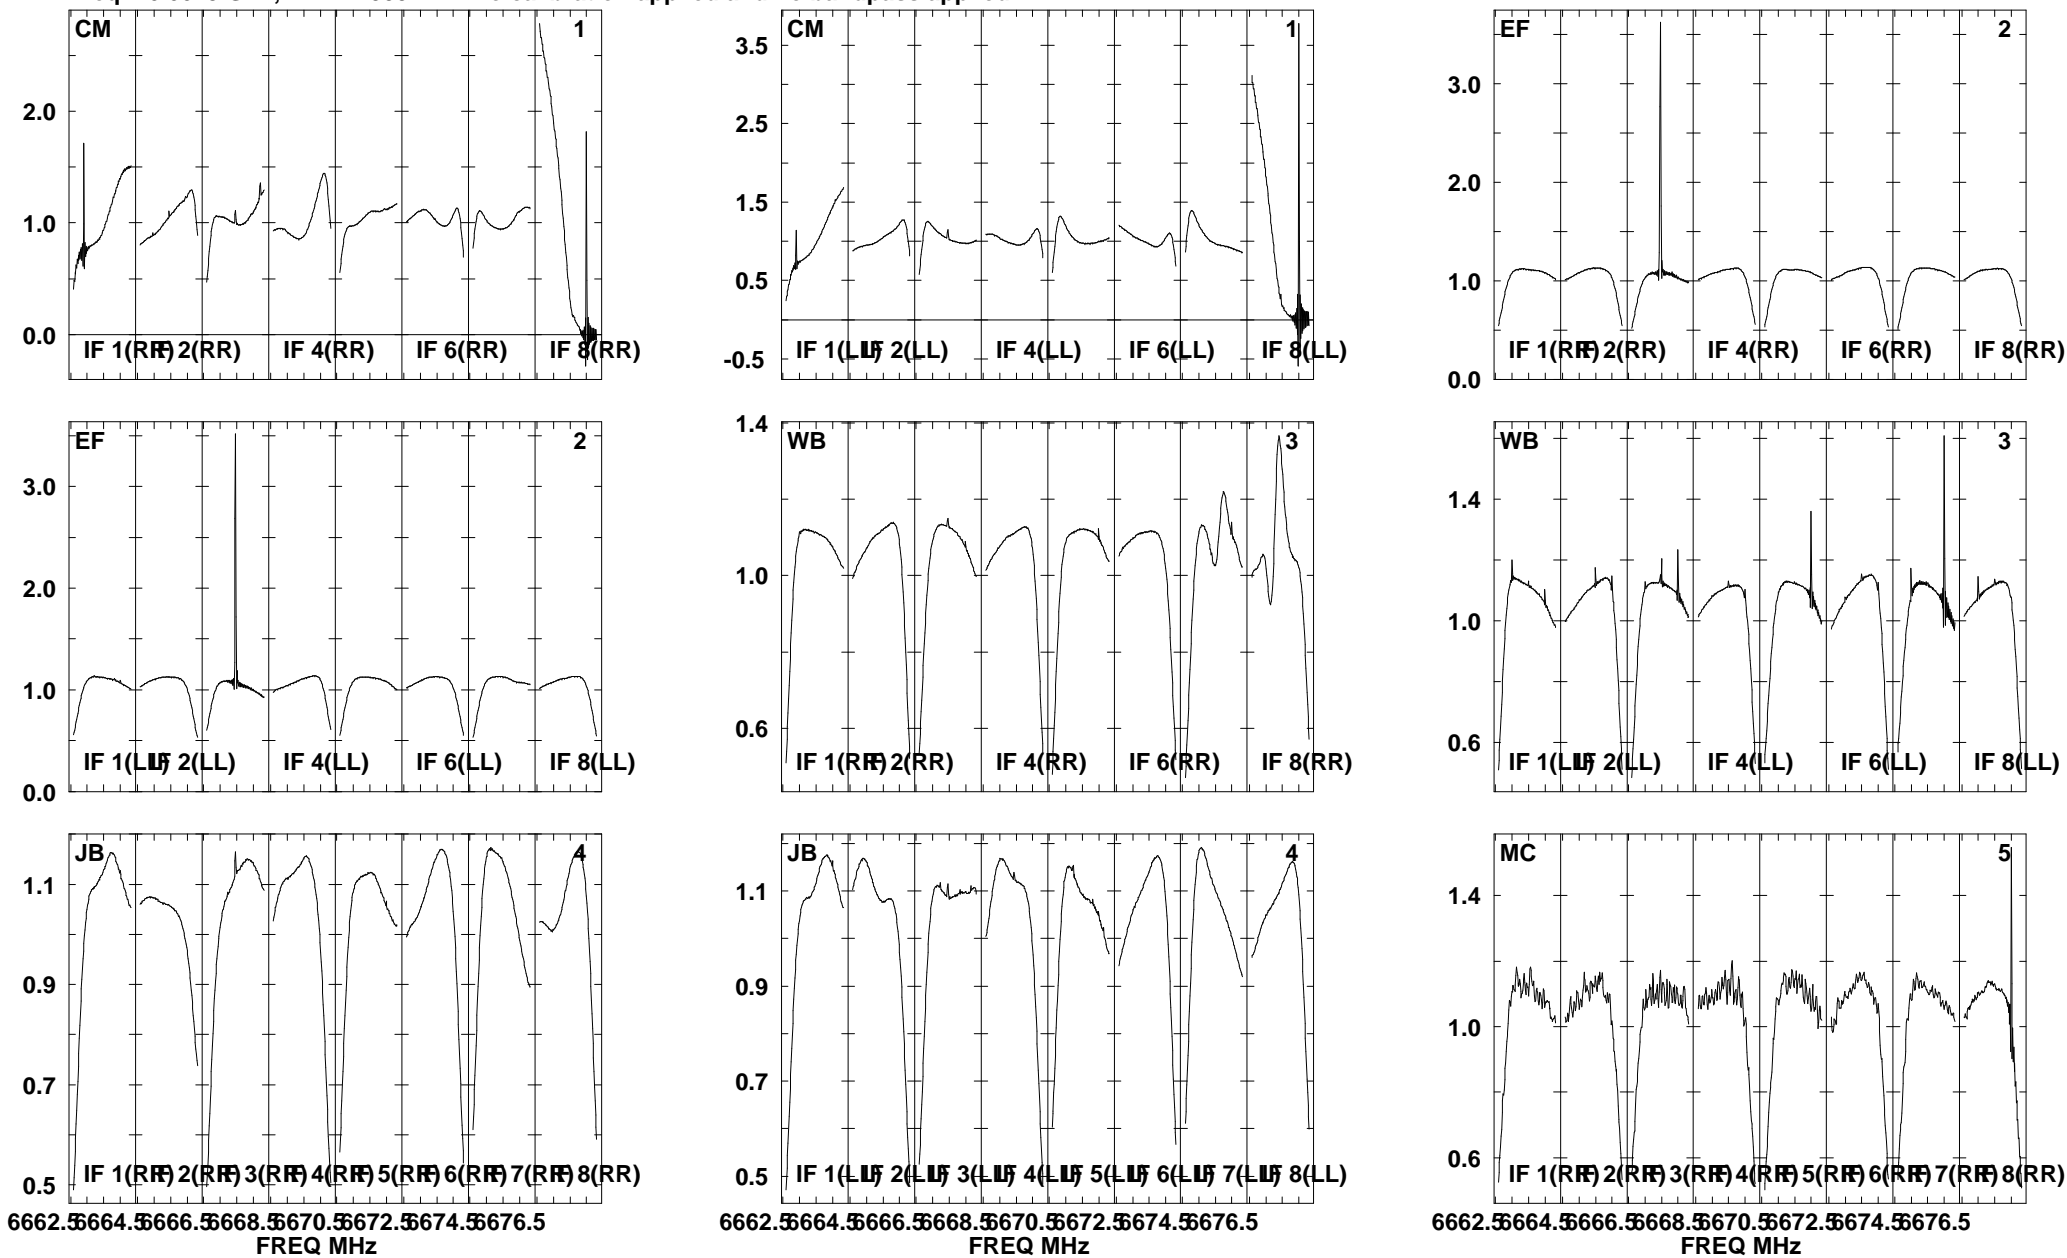 CM 1
CM 1
EF 2
2.0
1.0
0.0
IF 1(RR) IF 2(RR) IF 4(RR) IF 6(RR) IF 8(RR)
3.5
2.5
1.5
0.5
-0.5
IF 1(LL) IF 2(LL) IF 4(LL) IF 6(LL) IF 8(LL)
3.0
2.0
1.0
0.0
IF 1(RR) IF 2(RR) IF 4(RR) IF 6(RR) IF 8(RR)
EF 2
WB 3
WB 3
3.0
2.0
1.0
0.0
IF 1(LL) IF 2(LL) IF 4(LL) IF 6(LL) IF 8(LL)
1.4
1.0
0.6
IF 1(RR) IF 2(RR) IF 4(RR) IF 6(RR) IF 8(RR)
1.4
1.0
0.6
IF 1(LL) IF 2(LL) IF 4(LL) IF 6(LL) IF 8(LL)
JB 4
JB 4
MC 5
1.1
0.9
0.7
0.5
IF 1(RR) IF 2(RR) IF 3(RR) IF 4(RR) IF 5(RR) IF 6(RR) IF 7(RR) IF 8(RR)
6662.5 6664.5 6666.5 6668.5 6670.5 6672.5 6674.5 6676.5
FREQ MHz
1.1
0.9
0.7
0.5
IF 1(LL) IF 2(LL) IF 3(LL) IF 4(LL) IF 5(LL) IF 6(LL) IF 7(LL) IF 8(LL)
6662.5 6664.5 6666.5 6668.5 6670.5 6672.5 6674.5 6676.5
FREQ MHz
1.4
1.0
0.6
IF 1(RR) IF 2(RR) IF 3(RR) IF 4(RR) IF 5(RR) IF 6(RR) IF 7(RR) IF 8(RR)
6662.5 6664.5 6666.5 6668.5 6670.5 6672.5 6674.5 6676.5
FREQ MHz